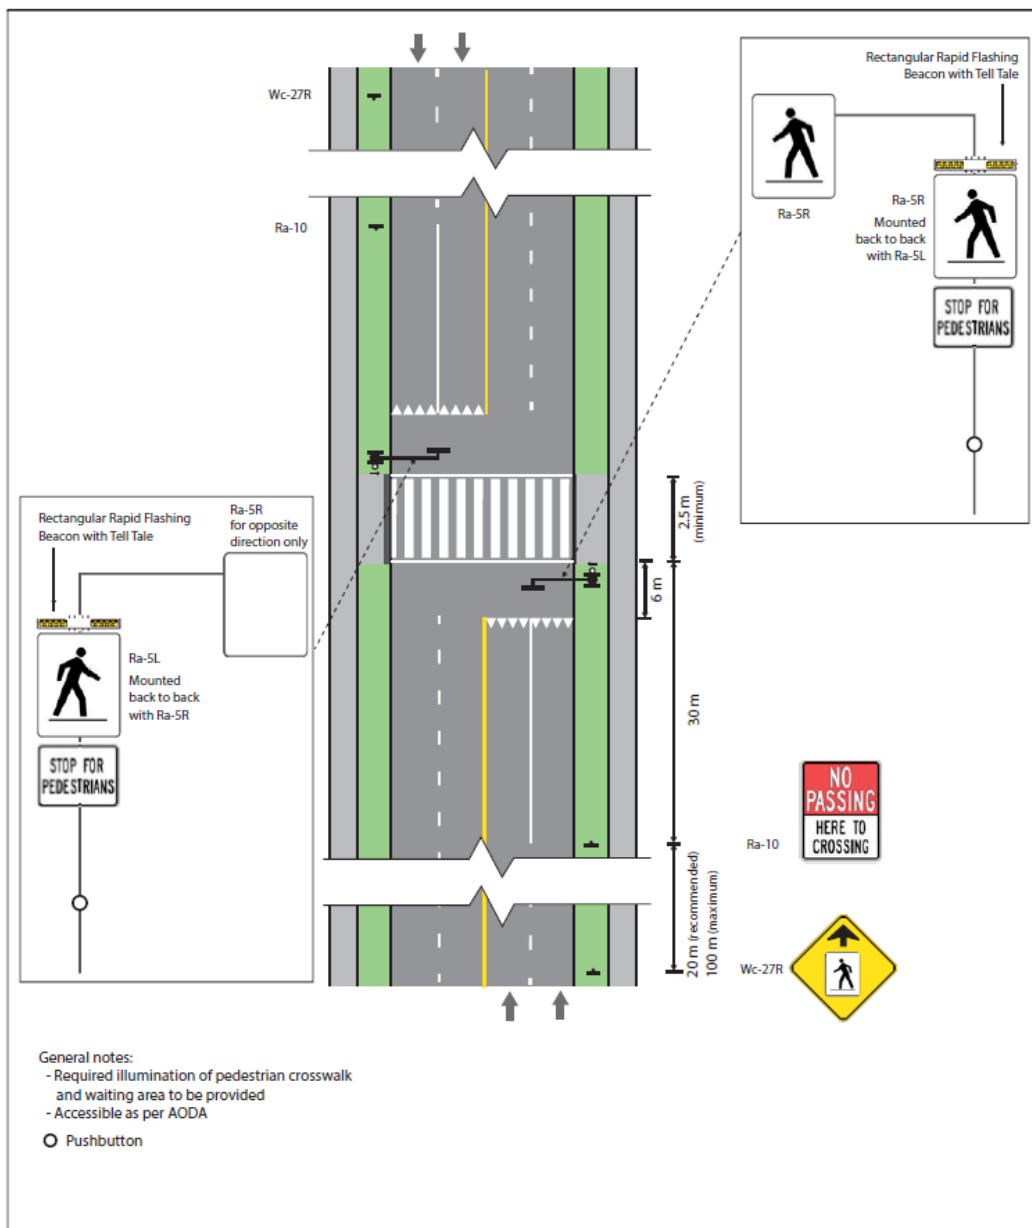 Wc-27R
Ra-10
Rectangular Rapid Flashing
Beacon with Tell Tale
Ra-5R
Ra-5R
Mounted
back to back
with Ra-5L
STOP FOR
PEDESTRIANS
Rectangular Rapid Flashing
Beacon with Tell Tale
Ra-5R
for opposite
direction only
Ra-5L
Mounted
back to back
with Ra-5R
STOP FOR
PEDESTRIANS
2.5 m
(minimum)
6 m
30 m
20 m (recommended)
100 m (maximum)
Ra-10
NO
PASSING
HERE TO
CROSSING
Wc-27R
General notes:
- Required illumination of pedestrian crosswalk
and waiting area to be provided
- Accessible as per AODA
Pushbutton